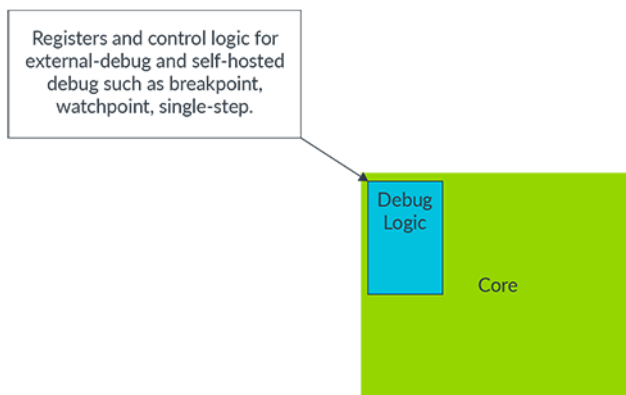 Registers and control logic for
external-debug and self-hosted
debug such as breakpoint,
watchpoint, single-step.
Debug
Logic
Core